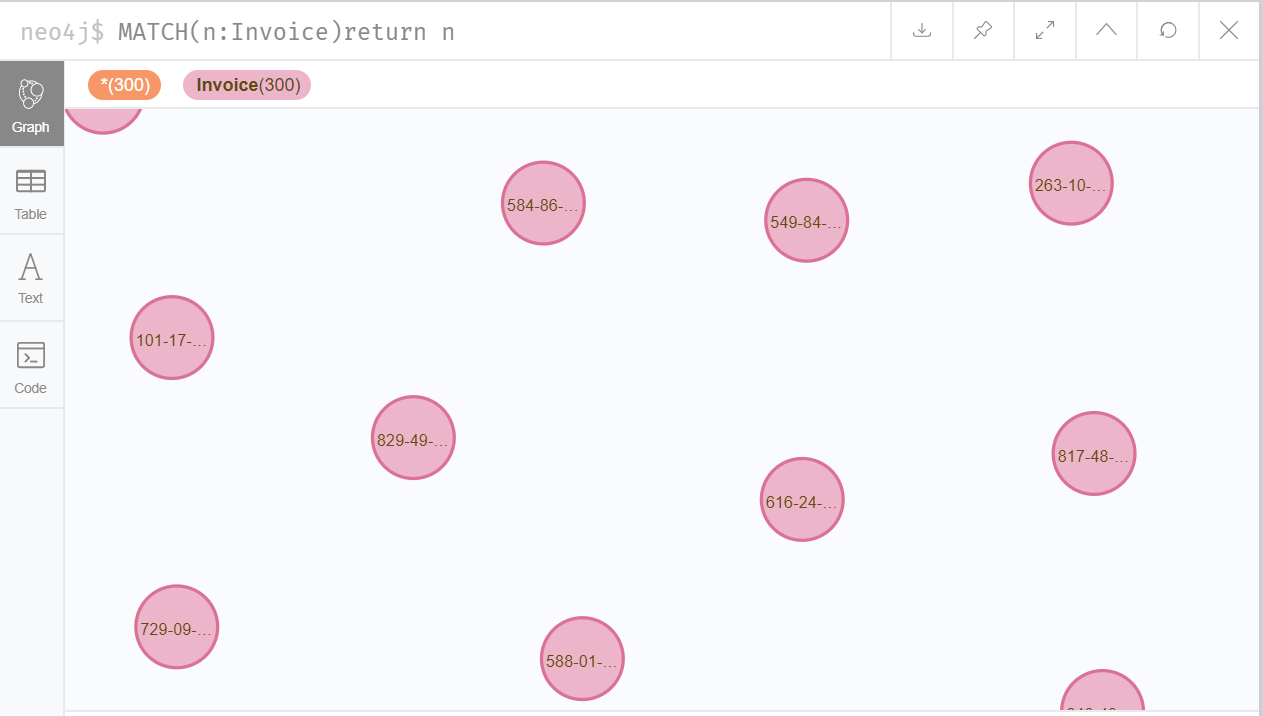 neo4j$ MATCH(n:Invoice)return n
*(300) Invoice(300)
Graph
Table
Text
Code
584-86-...
549-84-...
263-10-...
101-17-...
829-49-...
817-48-...
616-24-...
729-09-...
588-01-...